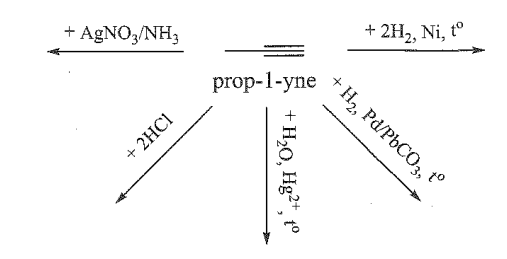 + AgNO₃/NH₃
+ 2H₂, Ni, tº
prop-1-yne
+ 2HCl
+ H₂O, Hg²⁺, tº
+ H₂, Pd/PbCO₃, tº